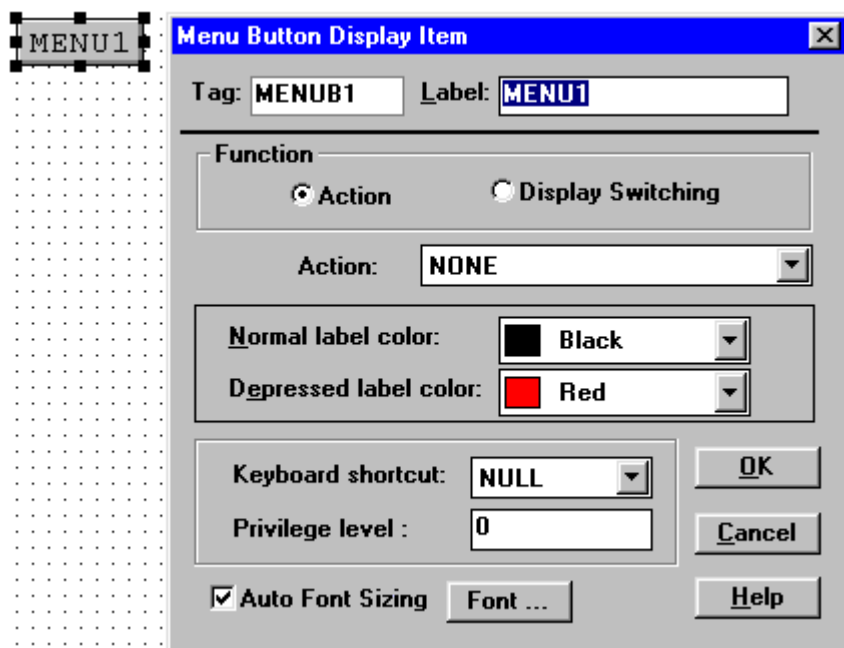 MENU1
Menu Button Display Item
Tag: MENUB1 Label: MENU1
Function
Action Display Switching
Action: NONE
Normal label color: Black
Depressed label color: Red
Keyboard shortcut: NULL
OK
Privilege level : 0
Cancel
Auto Font Sizing Font ...
Help